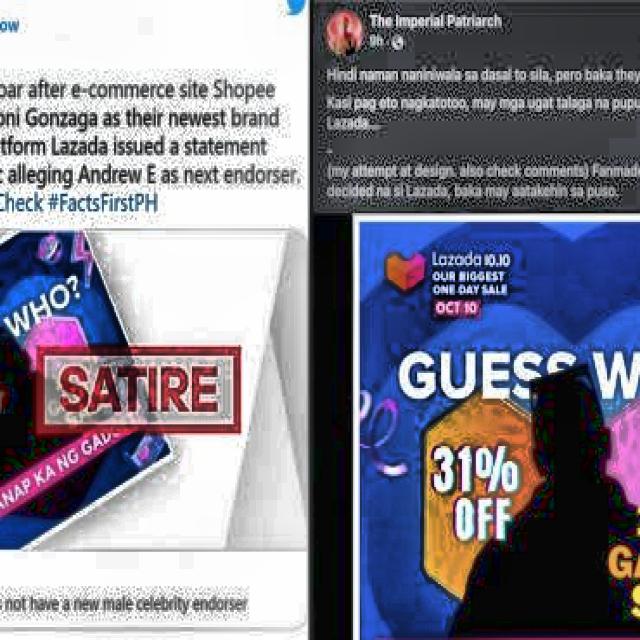 ow
oar after e-commerce site Shopee
oni Gonzaga as their newest brand
tform Lazada issued a statement
t alleging Andrew E as next endorser.
Check #FactsFirstPH
WHO?
SATIRE
ANAP KA NG GAD
s not have a new male celebrity endorser
The Imperial Patriarch
9h
Hindi naman naniniwala sa dasal to sila, pero baka they
Kasi pag eto nagkatotoo, may mga ugat talaga na pup
Lazada...
.
(my attempt at design. also check comments) Fanmade
decided na si Lazada, baka may aatakehin sa puso.
Lazada 10.10
OUR BIGGEST
ONE DAY SALE
OCT 10
GUESS W
31%
OFF
GA
S